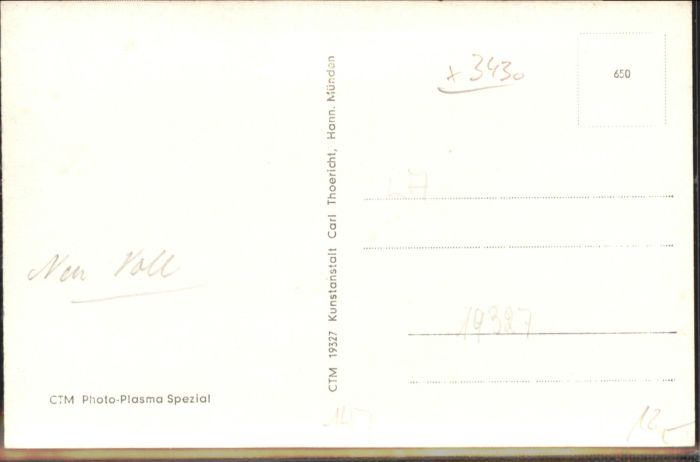 x 3430
650
CTM 19327 Kunstanstalt Carl Thoericht, Hann. Münden
Neu Voll
19327
CTM Photo-Plasma Spezial